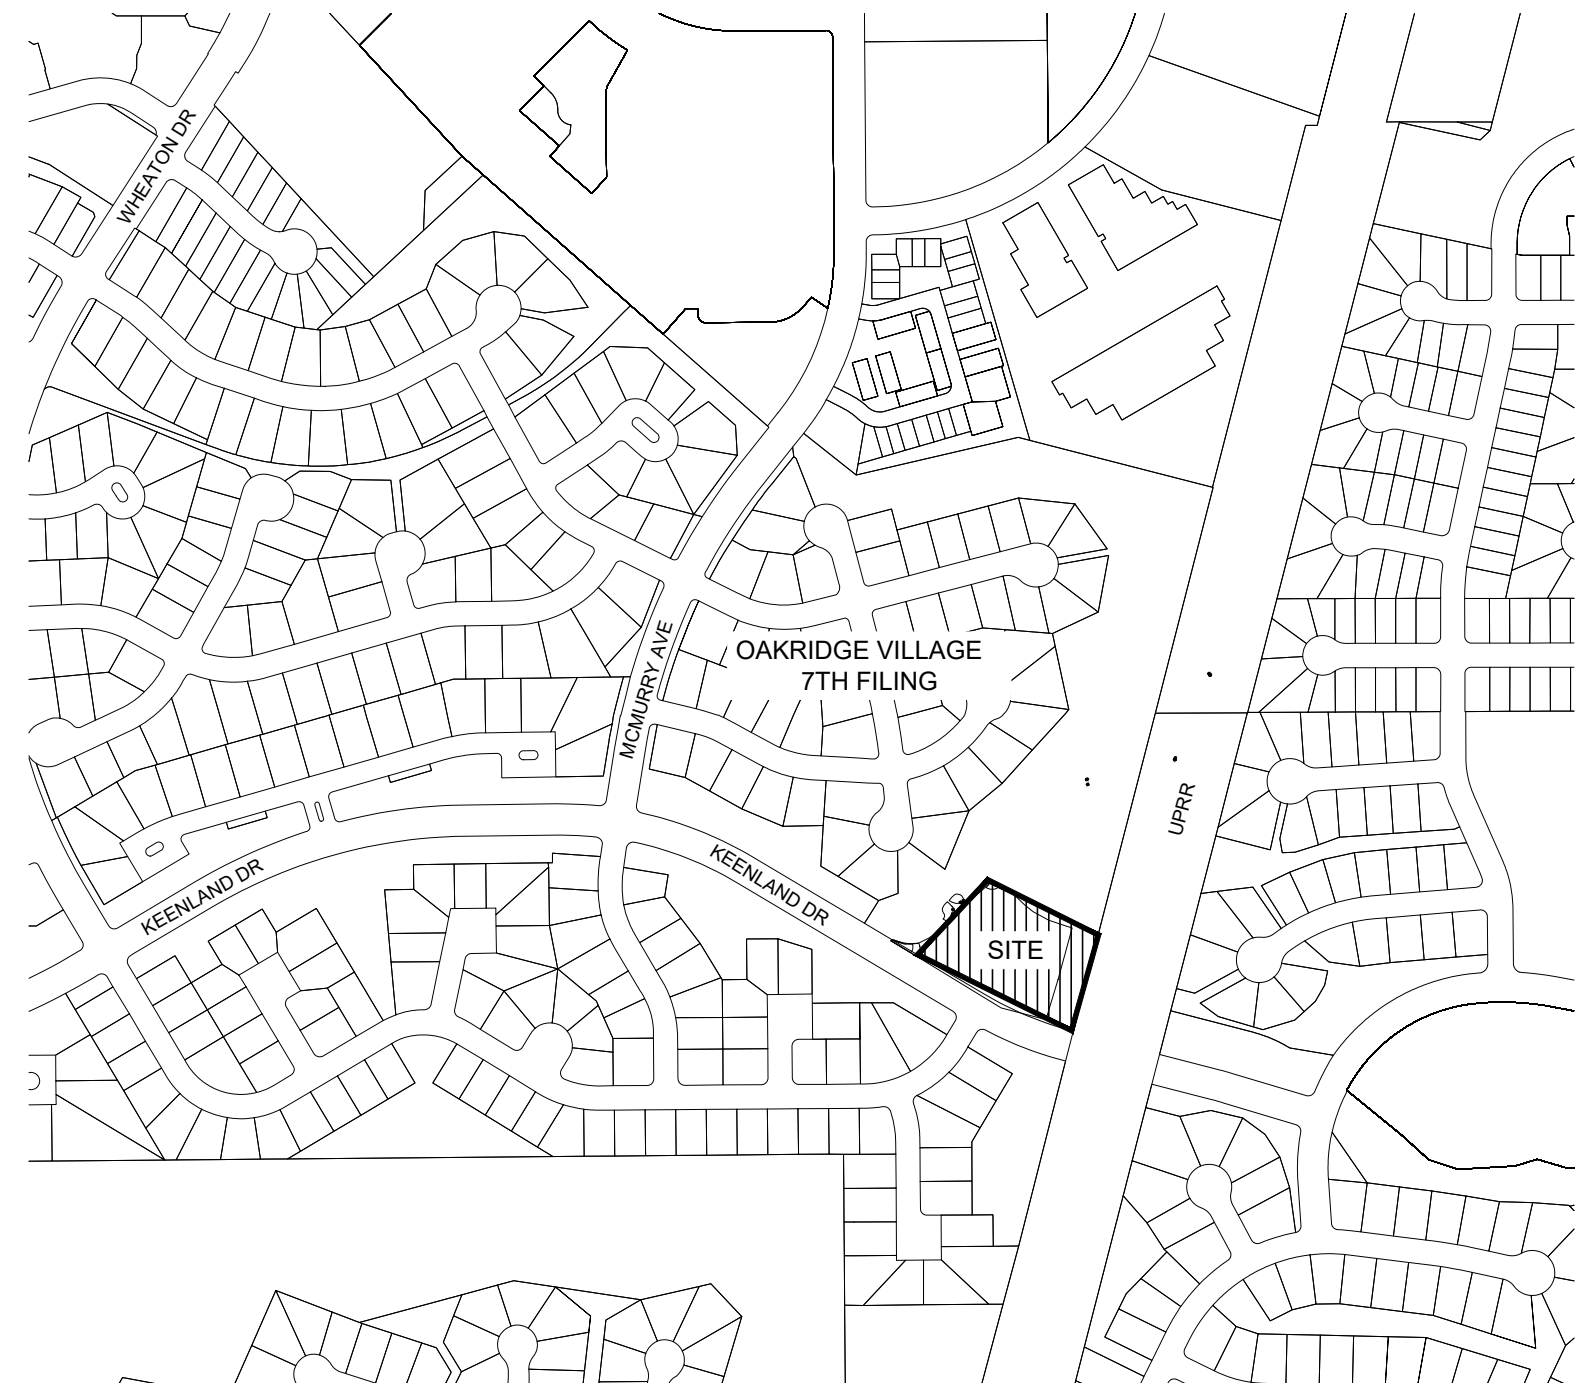 WHEATON DR
OAKRIDGE VILLAGE
7TH FILING
MCMURRY AVE
UPRR
KEENLAND DR
KEENLAND DR
SITE